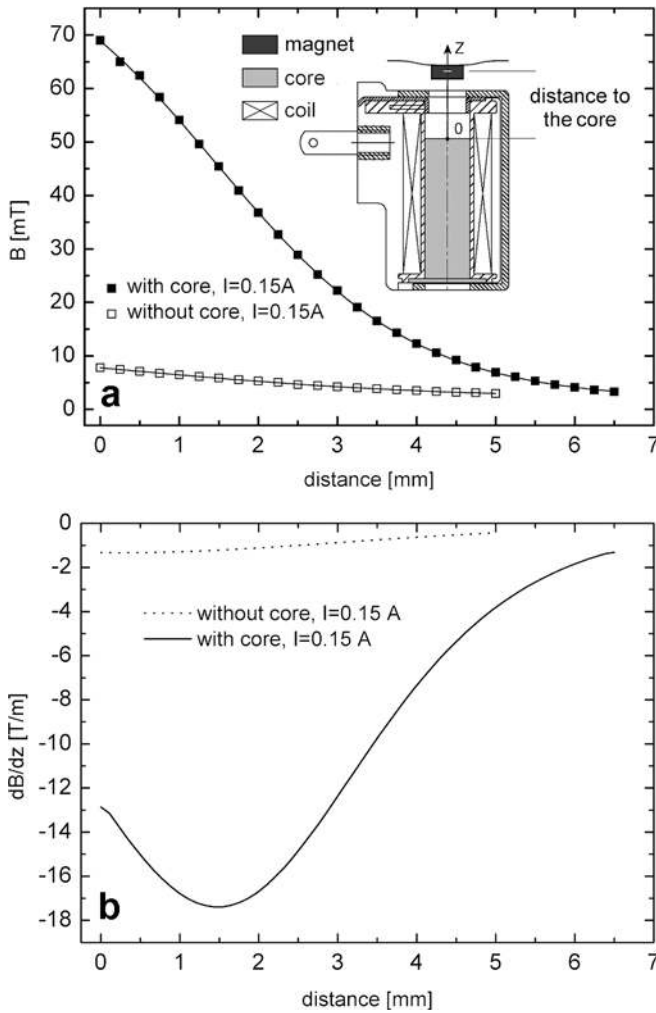 70
60
50
40
30
20
10
0
B [mT]
magnet
core
coil
Z
0
distance to
the core
with core, I=0.15A
without core, I=0.15A
a
0 1 2 3 4 5 6 7
distance [mm]
0
-2
-4
-6
-8
-10
-12
-14
-16
-18
dB/dz [T/m]
without core, I=0.15 A
with core, I=0.15 A
b
0 1 2 3 4 5 6 7
distance [mm]